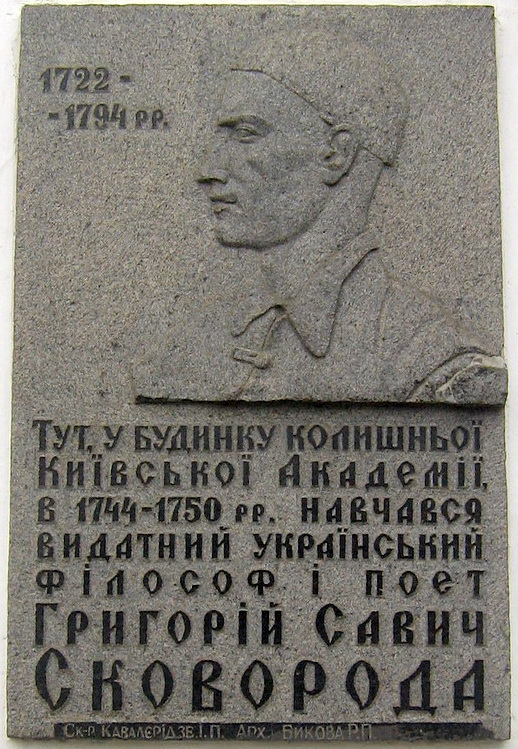 1722 -
- 1794 рр.
Тут, у будинку колишньої
Київської Академії,
в 1744-1750 рр. навчався
видатний український
філософ і поет
Григорій Савич
Сковорода
Ск-р. Кавалерідзе І.П. Арх. Бикова Р.П.